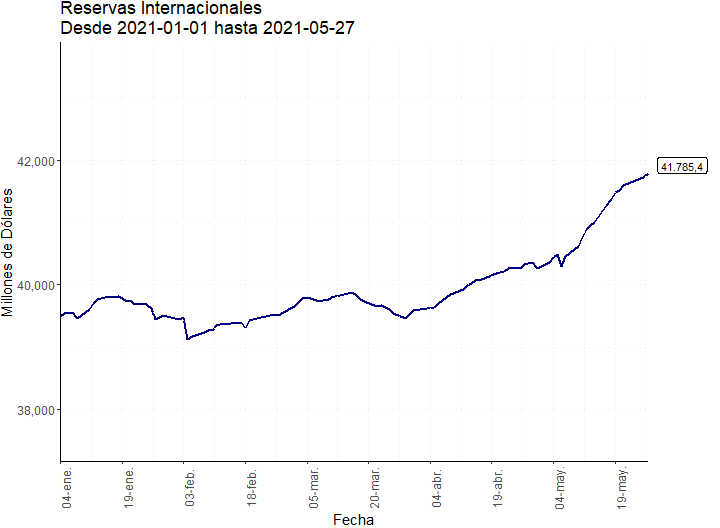 Reservas Internacionales
Desde 2021-01-01 hasta 2021-05-27
Millones de Dólares
42,000
40,000
38,000
41.785,4
04-ene.
19-ene.
03-feb.
18-feb.
05-mar.
20-mar.
04-abr.
19-abr.
04-may.
19-may.
Fecha